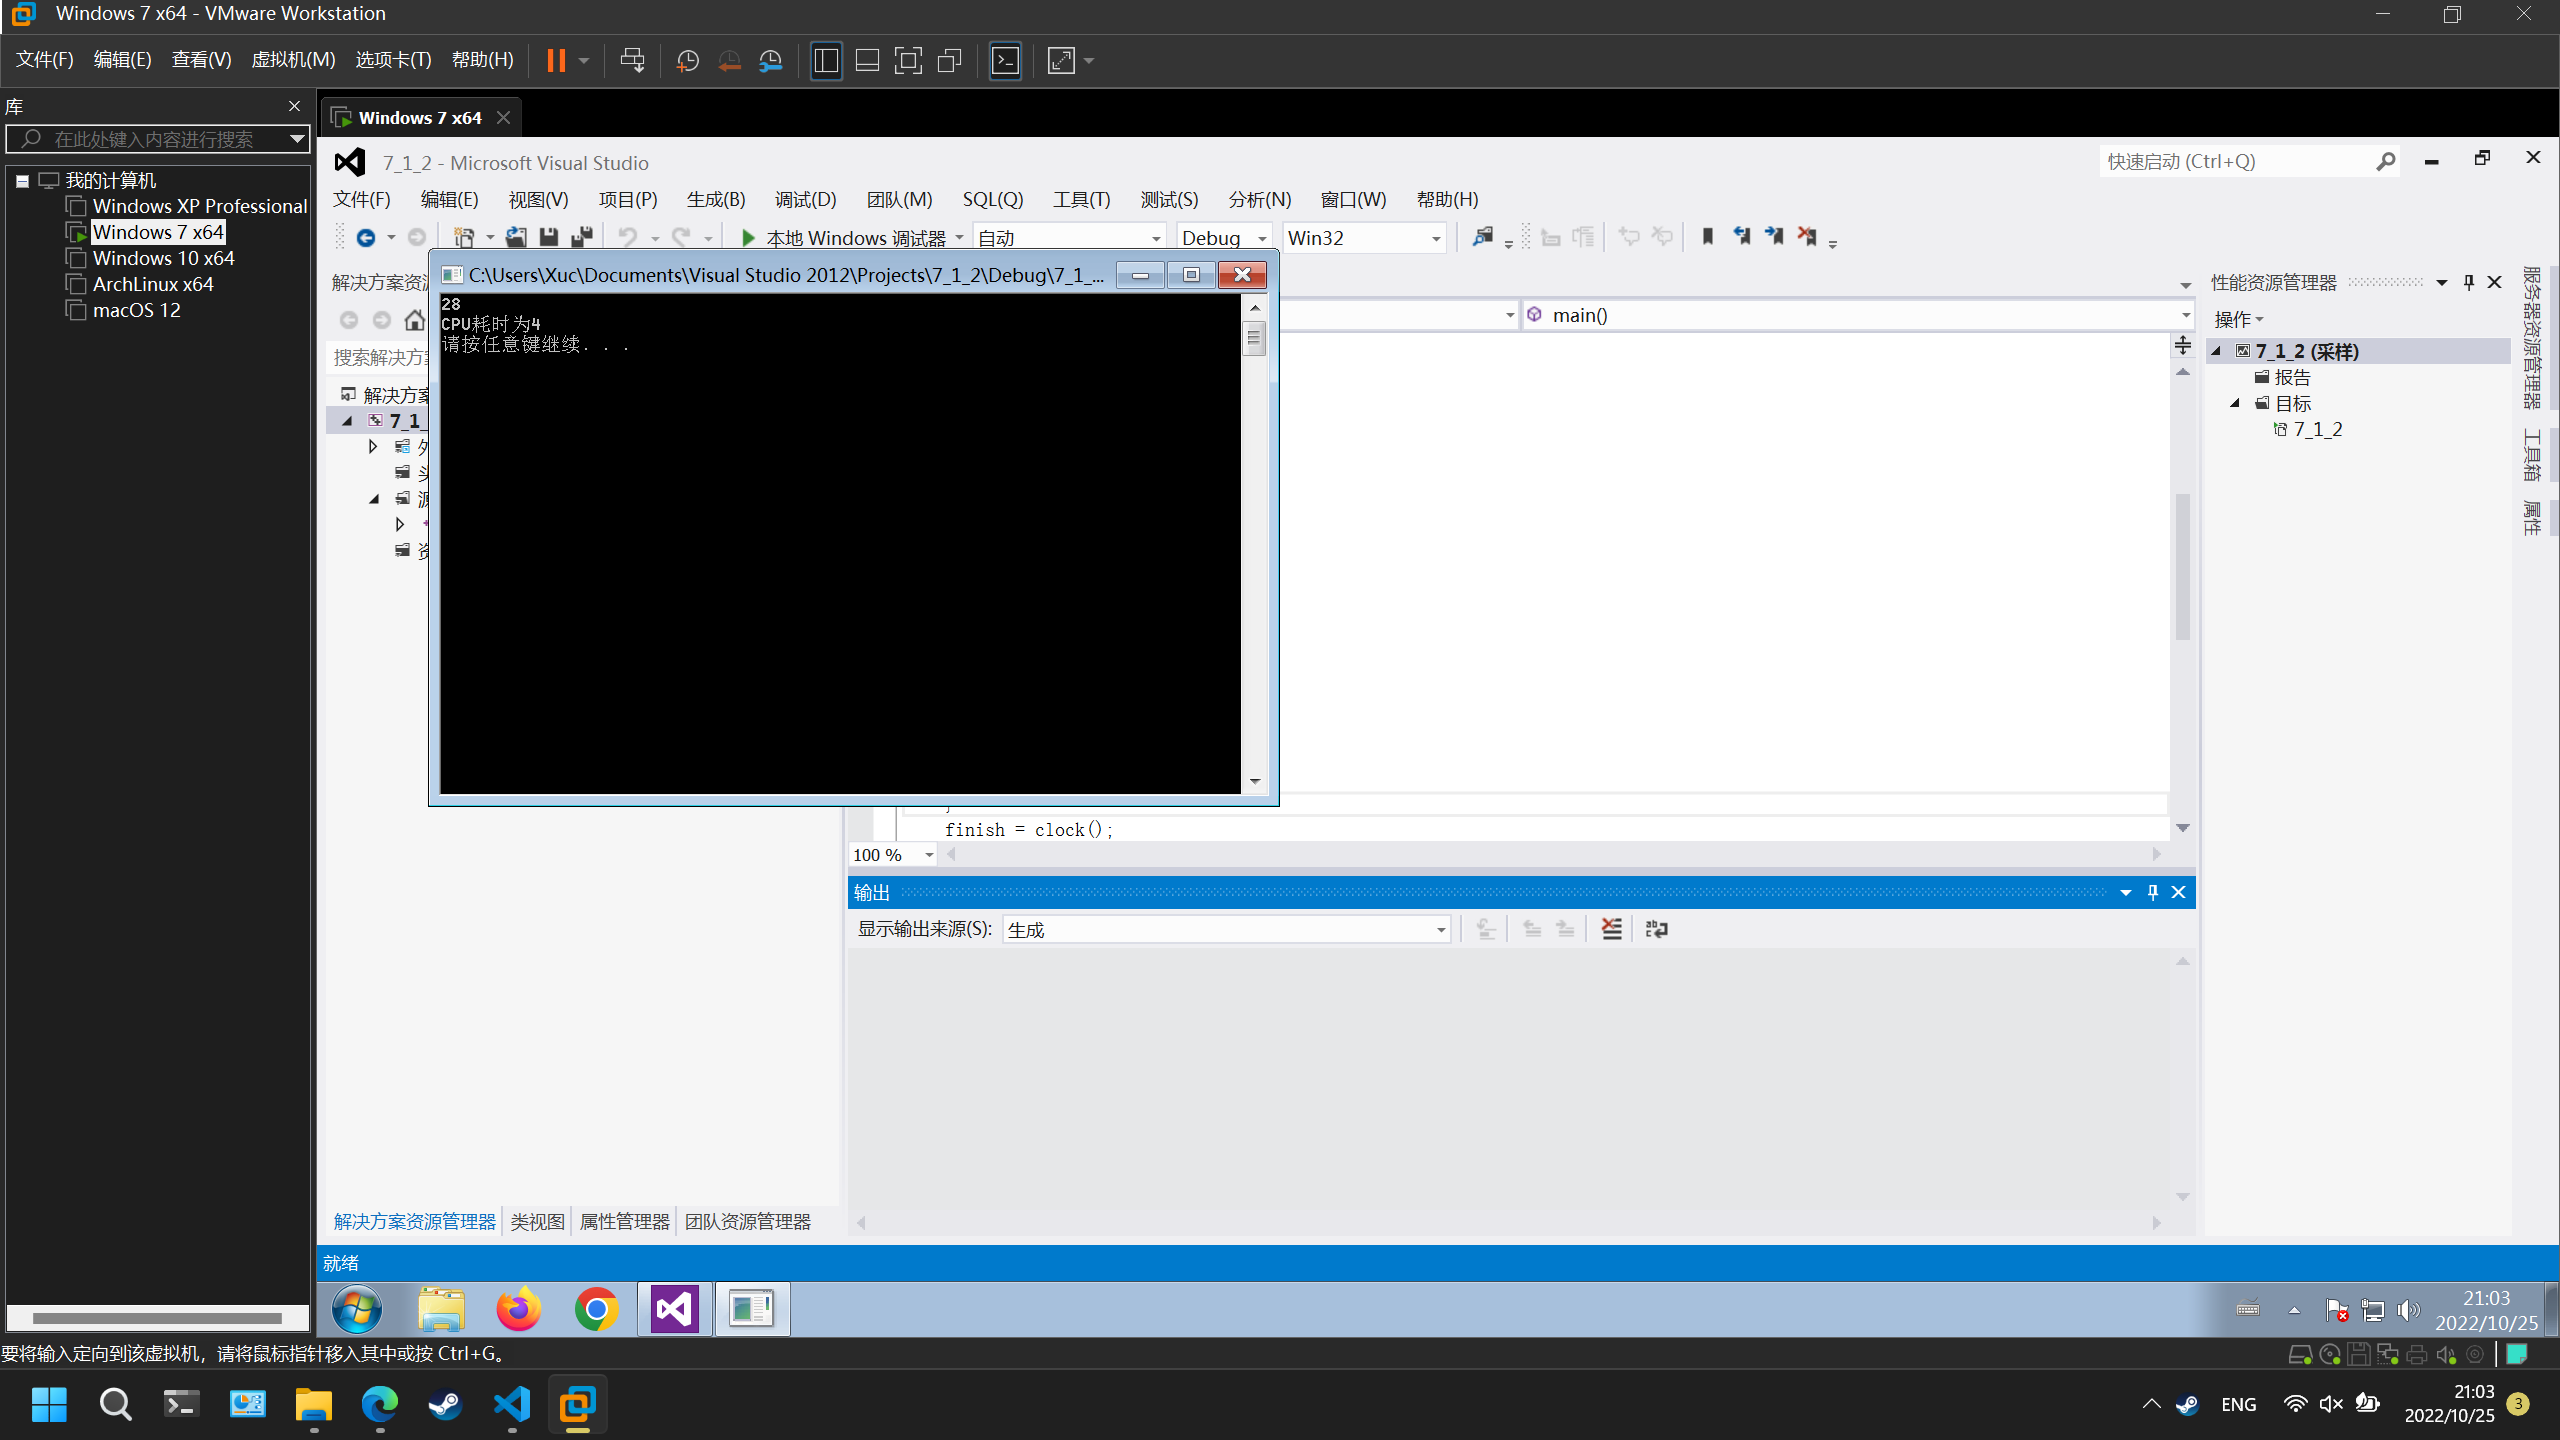 Windows 7 x64 - VMware Workstation
文件(F) 编辑(E) 查看(V) 虚拟机(M) 选项卡(T) 帮助(H)
库
在此处键入内容进行搜索
我的计算机
Windows XP Professional
Windows 7 x64
Windows 10 x64
ArchLinux x64
macOS 12
Windows 7 x64
7_1_2 - Microsoft Visual Studio
快速启动 (Ctrl+Q)
文件(F) 编辑(E) 视图(V) 项目(P) 生成(B) 调试(D) 团队(M) SQL(Q) 工具(T) 测试(S) 分析(N) 窗口(W) 帮助(H)
本地 Windows 调试器 自动 Debug Win32
解决方案资源
搜索解决方案
解决方案
7_1_
外
头
源
资
C:\Users\Xuc\Documents\Visual Studio 2012\Projects\7_1_2\Debug\7_1_...
28
CPU耗时为4
请按任意键继续. . .
main()
}
finish = clock();
100 %
输出
显示输出来源(S): 生成
性能资源管理器
操作
7_1_2 (采样)
报告
目标
7_1_2
服务器资源管理器
工具箱
属性
解决方案资源管理器 类视图 属性管理器 团队资源管理器
就绪
21:03
2022/10/25
要将输入定向到该虚拟机，请将鼠标指针移入其中或按 Ctrl+G。
ENG
21:03
2022/10/25
3